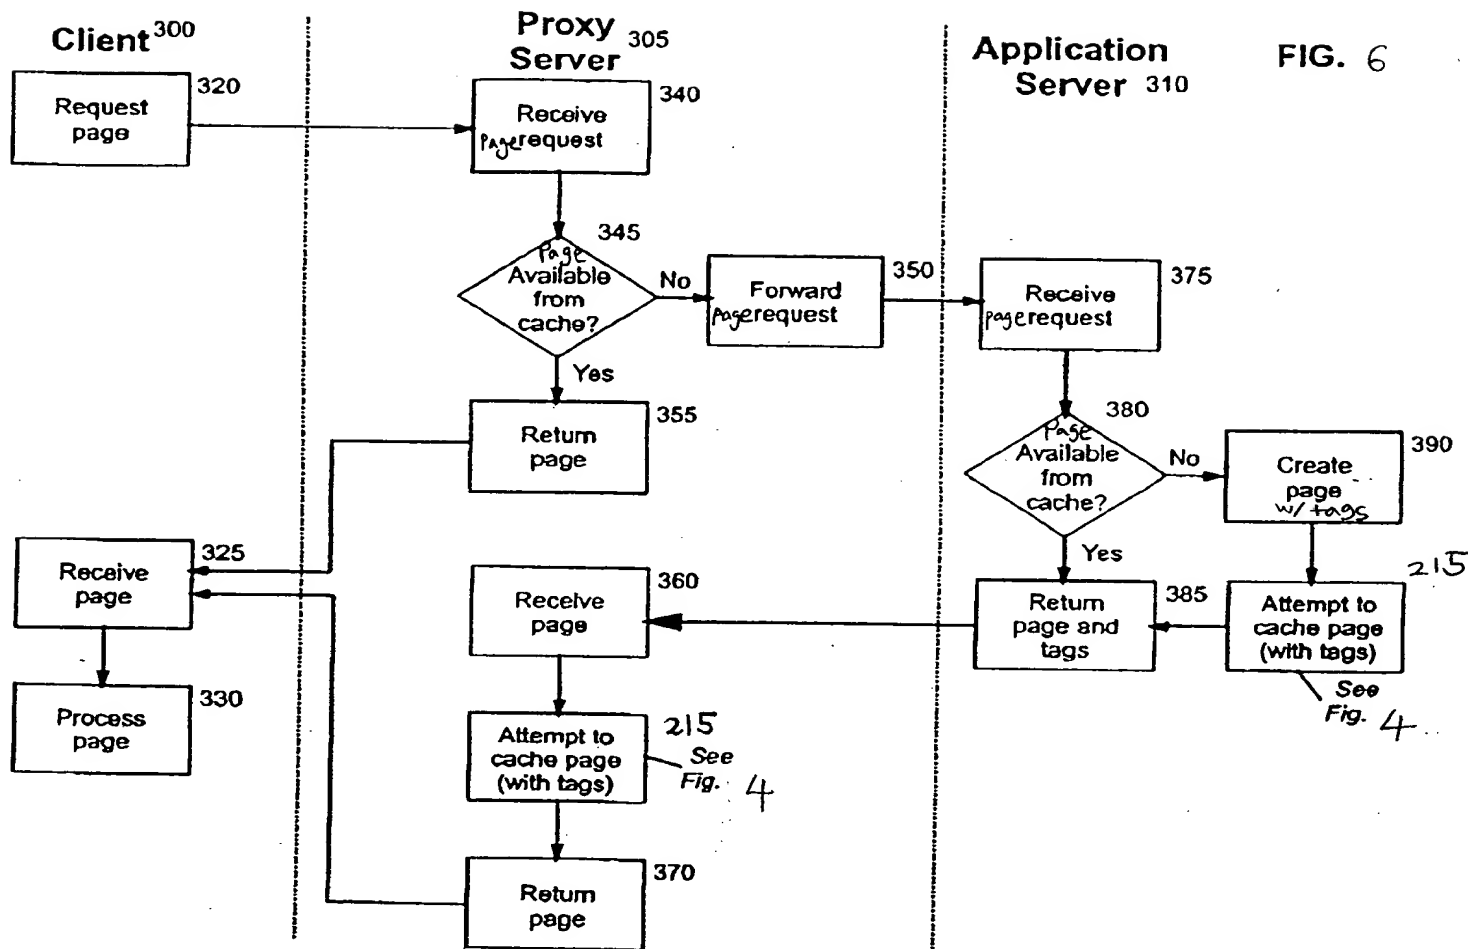 Client 300
Proxy
Server 305
Application
Server 310
FIG. 6
320
Request
page
340
Receive
page request
345
Page
Available
from
cache?
No
Yes
350
Forward
page request
375
Receive
page request
355
Return
page
380
Page
Available
from
cache?
No
Yes
390
Create
page
w/ tags
325
Receive
page
360
Receive
page
385
Return
page and
tags
215
Attempt to
cache page
(with tags)
See
Fig. 4
330
Process
page
215
Attempt to
cache page
(with tags)
See
Fig. 4
370
Return
page